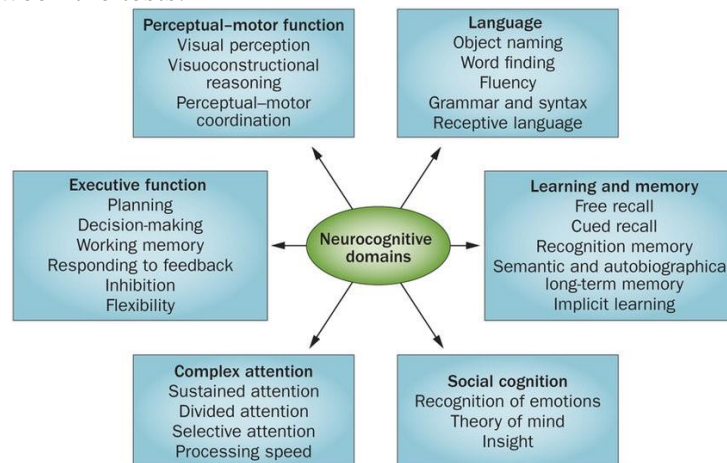 Perceptual–motor function
Visual perception
Visuoconstructional
reasoning
Perceptual–motor
coordination
Language
Object naming
Word finding
Fluency
Grammar and syntax
Receptive language
Executive function
Planning
Decision-making
Working memory
Responding to feedback
Inhibition
Flexibility
Neurocognitive
domains
Learning and memory
Free recall
Cued recall
Recognition memory
Semantic and autobiographical
long-term memory
Implicit learning
Complex attention
Sustained attention
Divided attention
Selective attention
Processing speed
Social cognition
Recognition of emotions
Theory of mind
Insight